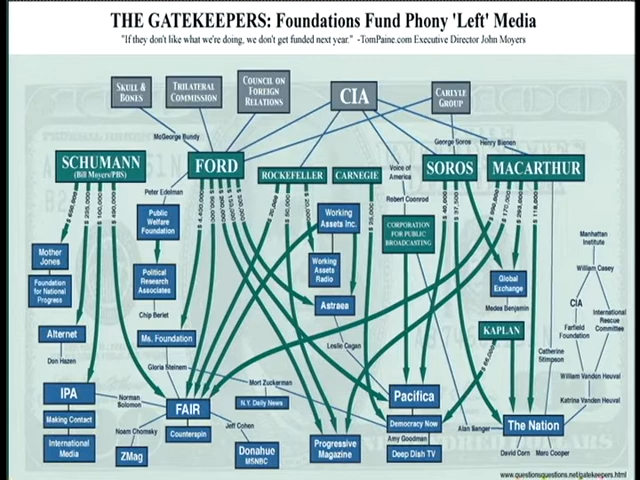 THE GATEKEEPERS: Foundations Fund Phony 'Left' Media
"If they don't like what we're doing, we don't get funded next year." -TomPaine.com Executive Director John Moyers
SKULL &
BONES
TRILATERAL
COMMISSION
COUNCIL ON
FOREIGN
RELATIONS
CIA
CARLYLE
GROUP
McGeorge Bundy
George Soros
Henry Bienen
SCHUMANN
(Bill Moyers/PBS)
FORD
ROCKEFELLER
CARNEGIE
Voice of
America
SOROS
MACARTHUR
Peter Edelman
Robert Coonrod
Public
Welfare
Foundation
Working
Assets Inc.
CORPORATION
FOR PUBLIC
BROADCASTING
Manhattan
Institute
Mother
Jones
Foundation
for National
Progress
Political
Research
Associates
Working
Assets
Radio
Global
Exchange
William Casey
CIA
Medea Benjamin
Astraea
Chip Berlet
International
Rescue
Committee
Farfield
Foundation
Alternet
Ms. Foundation
KAPLAN
Don Hazen
Leslie Cagan
Catherine
Stimpson
Gloria Steinem
William Vanden Heuval
Mort Zuckerman
IPA
Norman
Solomon
FAIR
N.Y. Daily News
Pacifica
Katrina Vanden Heuval
Making Contact
Counterspin
Democracy Now
Alan Sanger
The Nation
International
Media
Noam Chomsky
Jeff Cohen
Amy Goodman
ZMag
Donahue
MSNBC
Progressive
Magazine
Deep Dish TV
David Corn
Marc Cooper
www.questionsquestions.net/gatekeepers.html